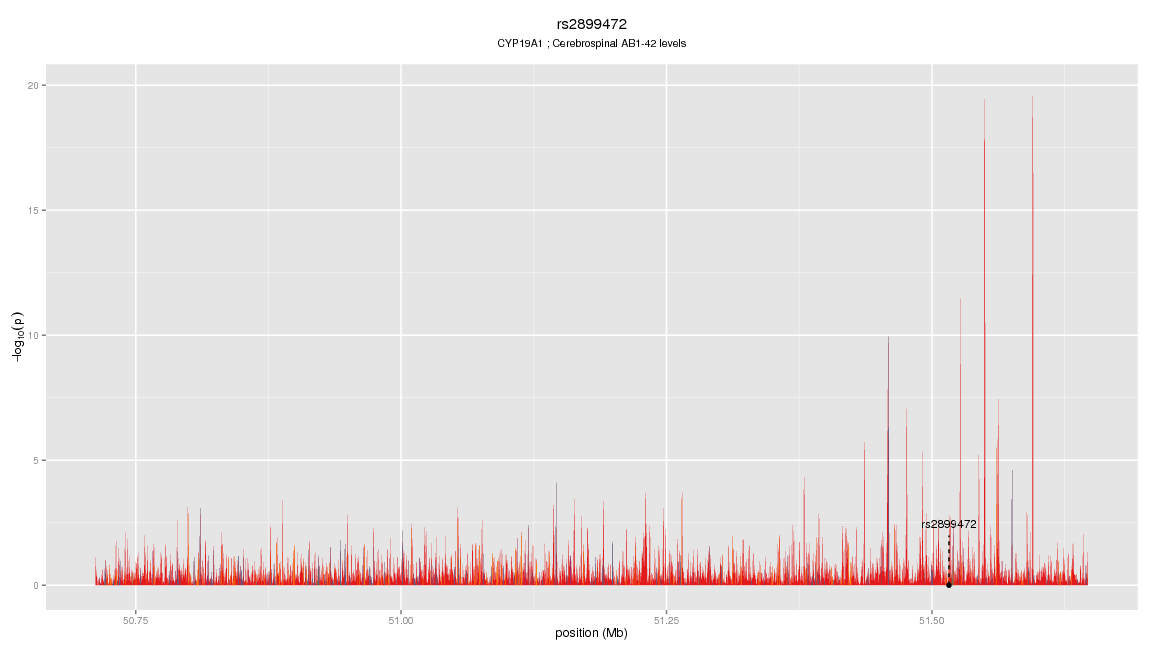 rs2899472
CYP19A1 ; Cerebrospinal AB1-42 levels
20
15
10
5
0
−log10(p)
rs2899472
50.75
51.00
51.25
51.50
position (Mb)